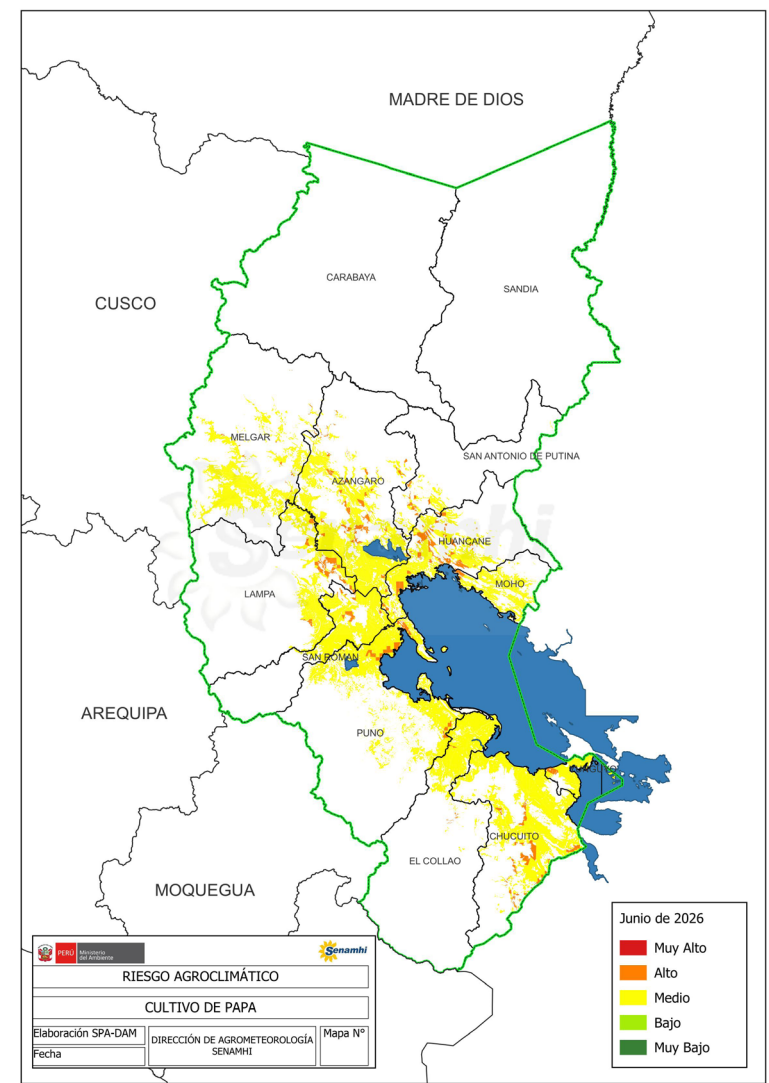 MADRE DE DIOS
CARABAYA
SANDIA
CUSCO
MELGAR
SAN ANTONIO DE PUTINA
AZANGARO
HUANCANE
MOHO
LAMPA
SAN ROMAN
AREQUIPA
PUNO
CHUCUITO
EL COLLAO
MOQUEGUA
Senamhi
Junio de 2026
Muy Alto
Alto
Medio
Bajo
Muy Bajo
PERÚ
Ministerio
del Ambiente
Senamhi
RIESGO AGROCLIMÁTICO
CULTIVO DE PAPA
Elaboración SPA-DAM
Fecha
DIRECCIÓN DE AGROMETEOROLOGÍA
SENAMHI
Mapa N°